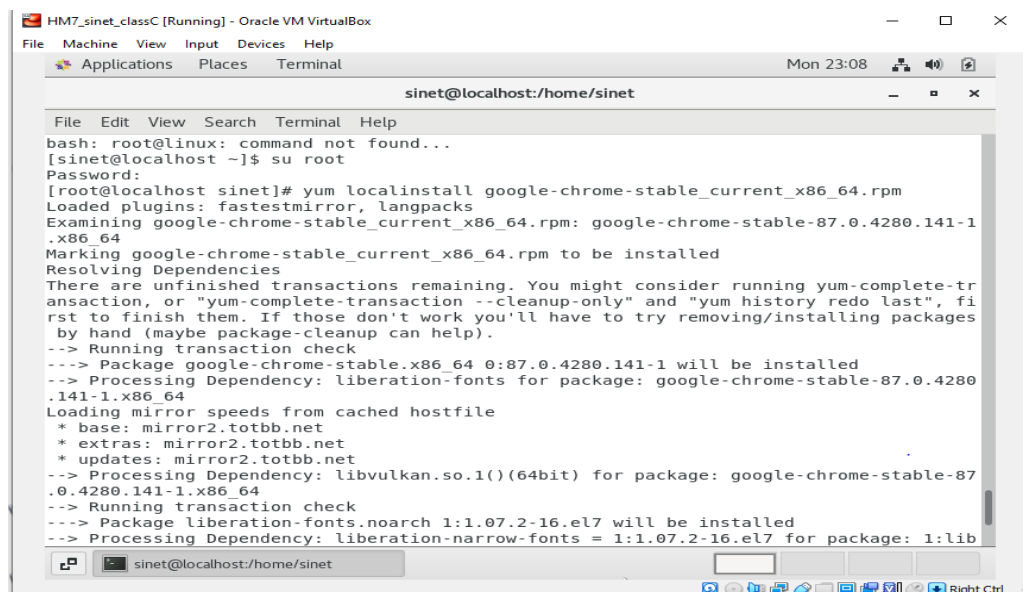 HM7_sinet_classC [Running] - Oracle VM VirtualBox
File Machine View Input Devices Help
Applications Places Terminal Mon 23:08
sinet@localhost:/home/sinet
File Edit View Search Terminal Help
bash: root@linux: command not found...
[sinet@localhost ~]$ su root
Password:
[root@localhost sinet]# yum localinstall google-chrome-stable_current_x86_64.rpm
Loaded plugins: fastestmirror, langpacks
Examining google-chrome-stable_current_x86_64.rpm: google-chrome-stable-87.0.4280.141-1
.x86_64
Marking google-chrome-stable_current_x86_64.rpm to be installed
Resolving Dependencies
There are unfinished transactions remaining. You might consider running yum-complete-tr
ansaction, or "yum-complete-transaction --cleanup-only" and "yum history redo last", fi
rst to finish them. If those don't work you'll have to try removing/installing packages
 by hand (maybe package-cleanup can help).
--> Running transaction check
---> Package google-chrome-stable.x86_64 0:87.0.4280.141-1 will be installed
--> Processing Dependency: liberation-fonts for package: google-chrome-stable-87.0.4280
.141-1.x86_64
Loading mirror speeds from cached hostfile
 * base: mirror2.totbb.net
 * extras: mirror2.totbb.net
 * updates: mirror2.totbb.net
--> Processing Dependency: libvulkan.so.1()(64bit) for package: google-chrome-stable-87
.0.4280.141-1.x86_64
--> Running transaction check
---> Package liberation-fonts.noarch 1:1.07.2-16.el7 will be installed
--> Processing Dependency: liberation-narrow-fonts = 1:1.07.2-16.el7 for package: 1:lib
sinet@localhost:/home/sinet
Right Ctrl